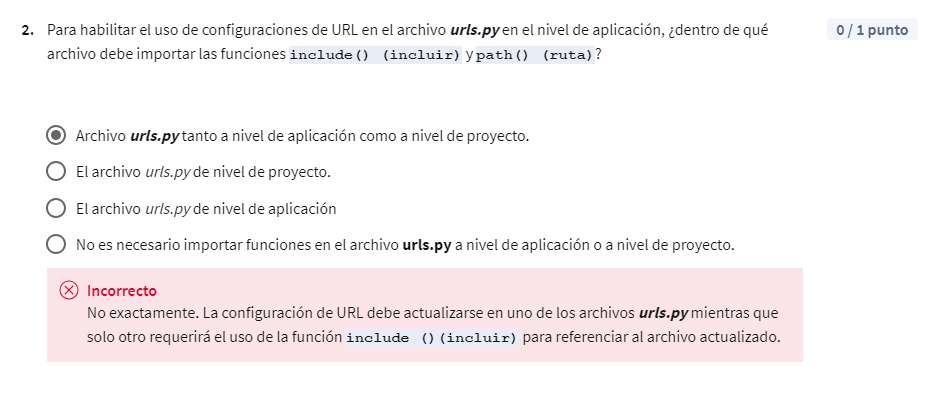 2. Para habilitar el uso de configuraciones de URL en el archivo urls.py en el nivel de aplicación, ¿dentro de qué 0 / 1 punto
archivo debe importar las funciones include() (incluir) y path() (ruta)?
Archivo urls.py tanto a nivel de aplicación como a nivel de proyecto.
El archivo urls.py de nivel de proyecto.
El archivo urls.py de nivel de aplicación
No es necesario importar funciones en el archivo urls.py a nivel de aplicación o a nivel de proyecto.
Incorrecto
No exactamente. La configuración de URL debe actualizarse en uno de los archivos urls.py mientras que
solo otro requerirá el uso de la función include ()(incluir) para referenciar al archivo actualizado.